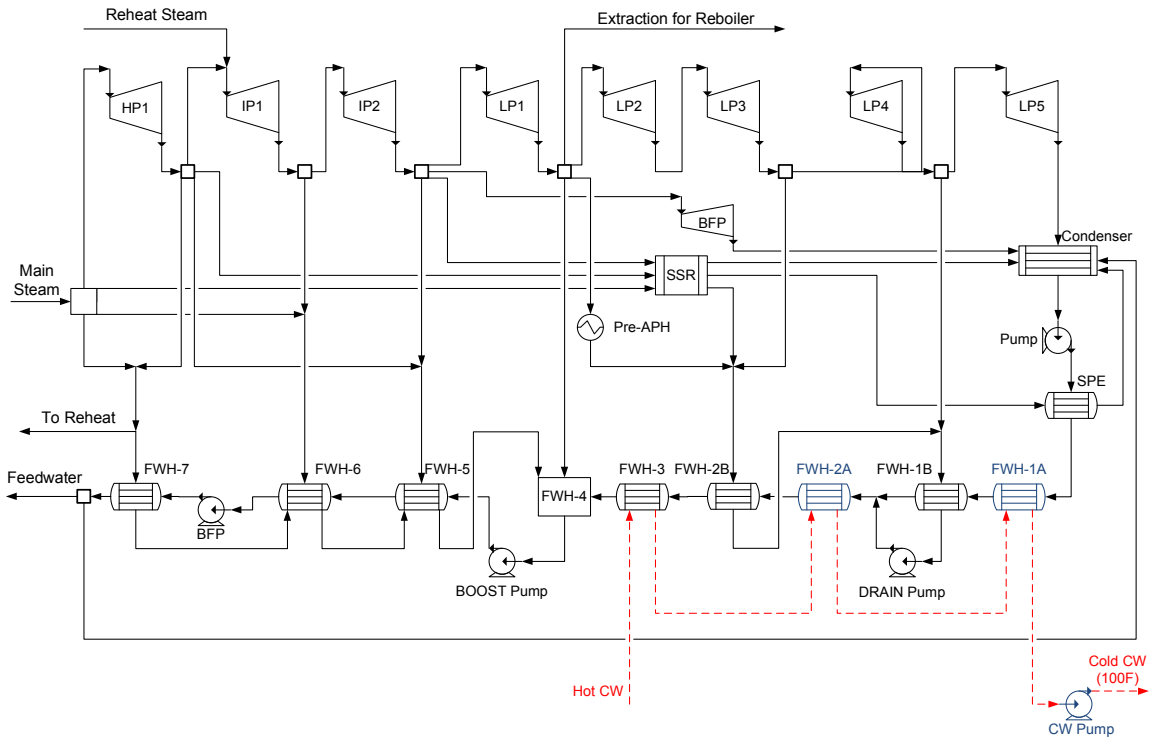 Reheat Steam
Extraction for Reboiler
HP1
IP1
IP2
LP1
LP2
LP3
LP4
LP5
BFP
Condenser
Main
Steam
SSR
Pre-APH
Pump
SPE
To Reheat
Feedwater
FWH-7
FWH-6
FWH-5
FWH-4
FWH-3
FWH-2B
FWH-2A
FWH-1B
FWH-1A
BFP
BOOST Pump
DRAIN Pump
Hot CW
Cold CW
(100F)
CW Pump